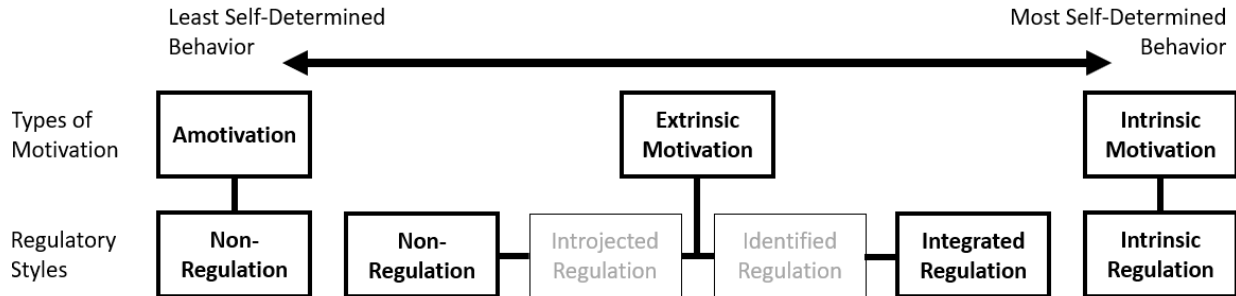 Least Self-Determined
Behavior
Most Self-Determined
Behavior
Types of
Motivation
Amotivation
Extrinsic
Motivation
Intrinsic
Motivation
Regulatory
Styles
Non-
Regulation
Non-
Regulation
Introjected
Regulation
Identified
Regulation
Integrated
Regulation
Intrinsic
Regulation